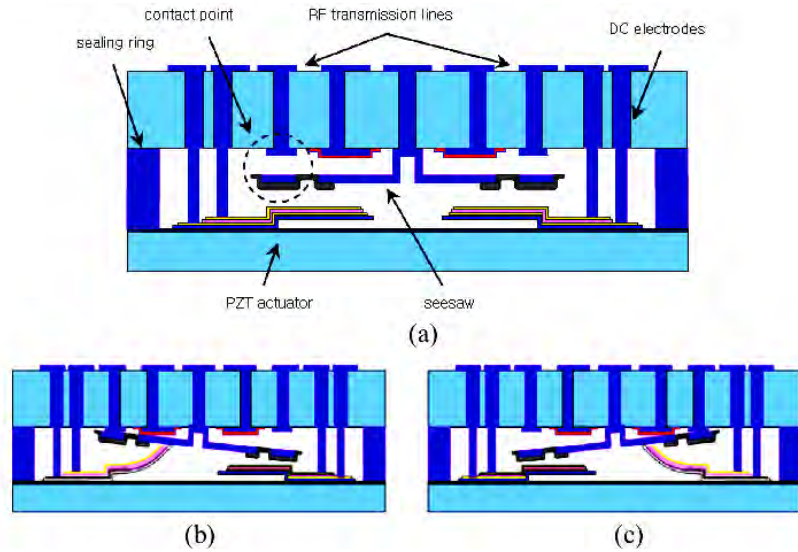 contact point
RF transmission lines
sealing ring
DC electrodes
PZT actuator
seesaw
(a)
(b)
(c)